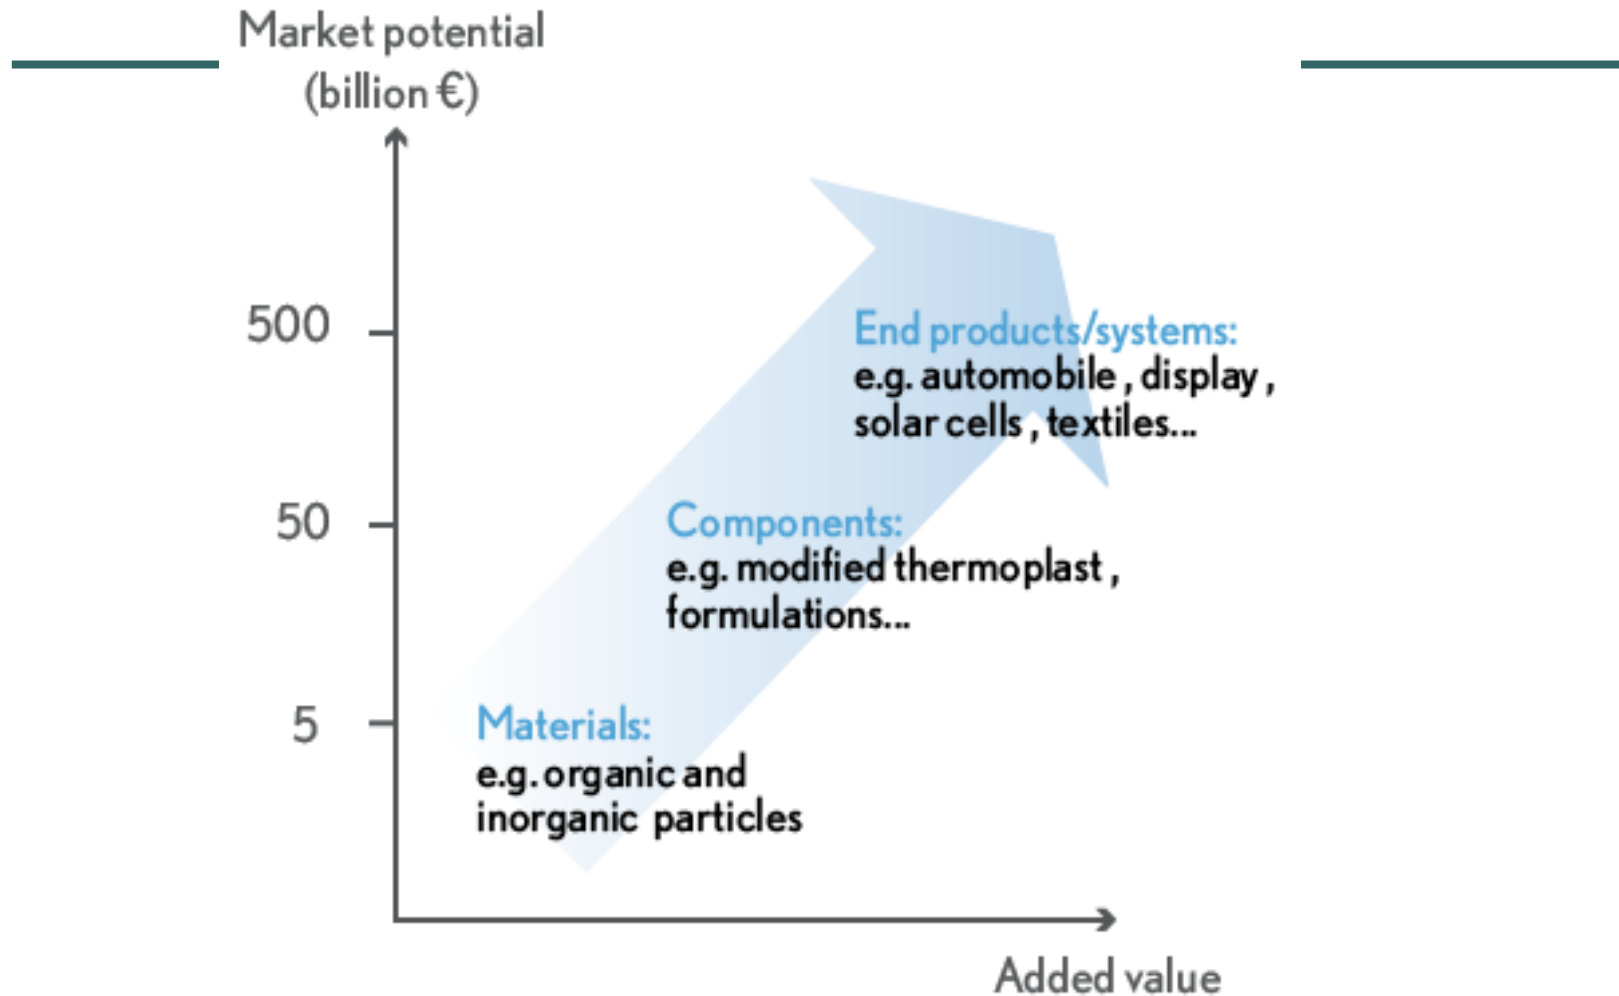 Market potential
(billion €)
500
End products/systems:
e.g. automobile, display,
solar cells, textiles...
50
Components:
e.g. modified thermoplast,
formulations...
5
Materials:
e.g. organic and
inorganic particles
Added value